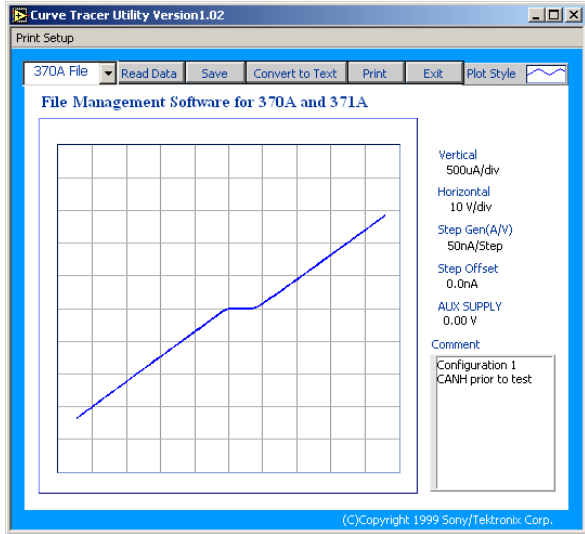 Curve Tracer Utility Version1.02
Print Setup
370A File Read Data Save Convert to Text Print Exit Plot Style
File Management Software for 370A and 371A
Vertical
500uA/div
Horizontal
10 V/div
Step Gen(A/V)
50nA/Step
Step Offset
0.0nA
AUX SUPPLY
0.00 V
Comment
Configuration 1
CANH prior to test
(C)Copyright 1999 Sony/Tektronix Corp.